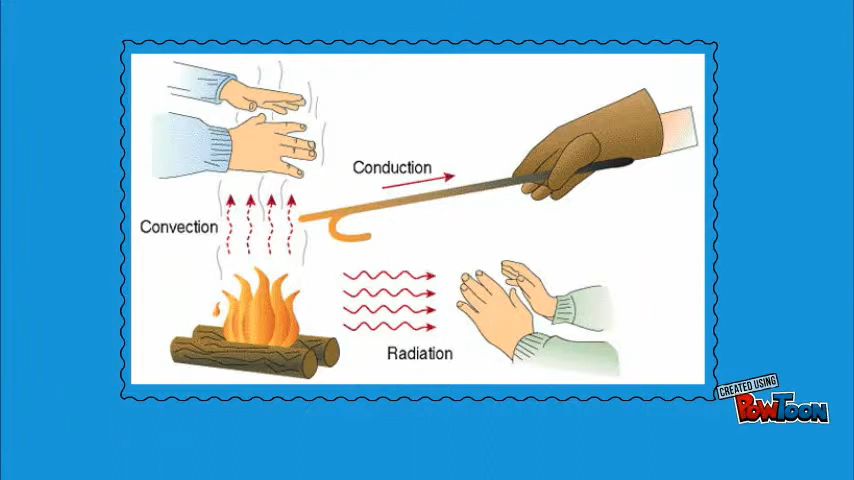 Conduction
Convection
Radiation
CREATED USING
POWTOON